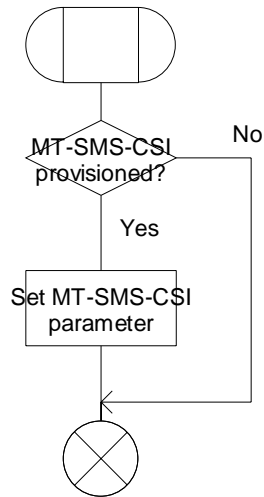 MT-SMS-CSI
provisioned?
No
Yes
Set MT-SMS-CSI
parameter